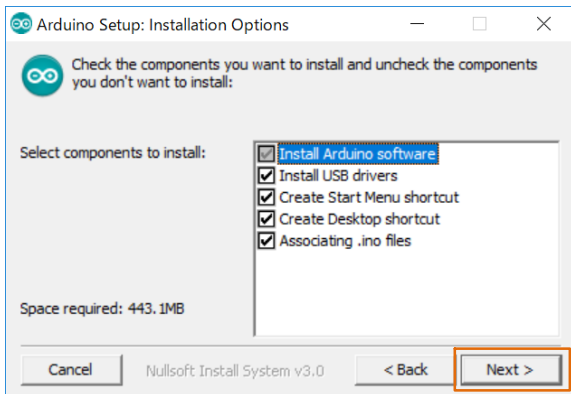 Arduino Setup: Installation Options
Check the components you want to install and uncheck the components
you don't want to install:
Select components to install:
Install Arduino software
Install USB drivers
Create Start Menu shortcut
Create Desktop shortcut
Associating .ino files
Space required: 443.1MB
Cancel
Nullsoft Install System v3.0
< Back
Next >